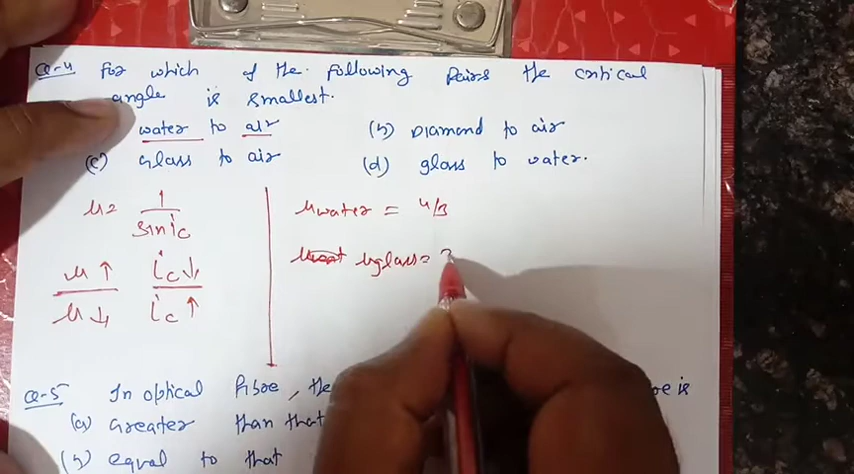 Q-4 for which of the following pairs the critical
angle is smallest.
water to air (b) Diamond to air
(c) Glass to air (d) glass to water.
μ = 1/sin ic μwater = 4/3
μglass = 3
μ↑ ic↓
μ↓ ic↑
Q-5 In optical fibre, the is
(a) Greater than that
(b) equal to that